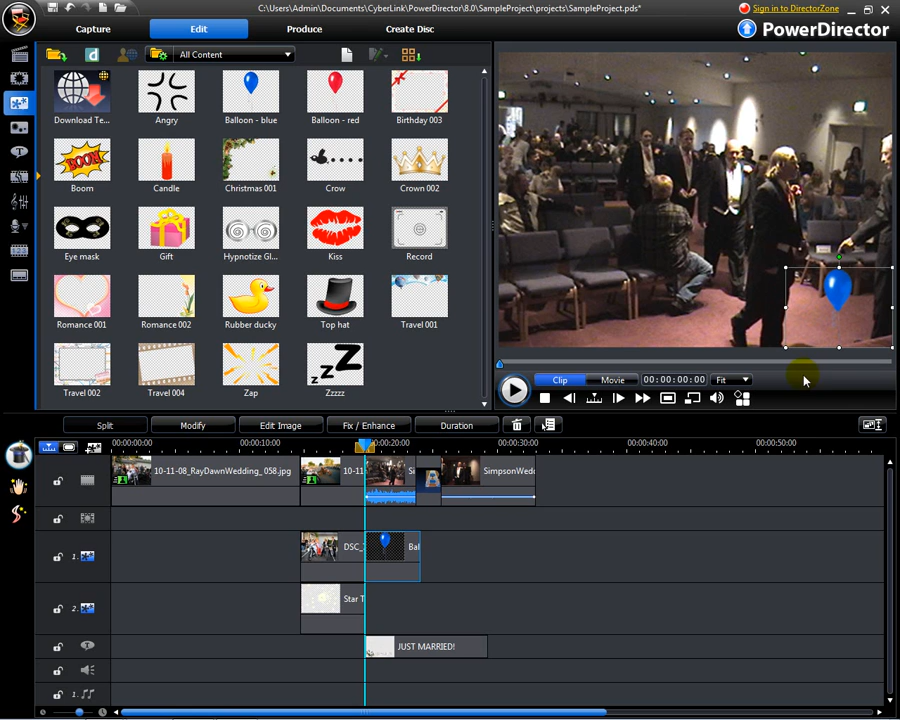 C:\Users\Admin\Documents\CyberLink\PowerDirector\8.0\SampleProject\projects\SampleProject.pds*
Sign in to DirectorZone
Capture Edit Produce Create Disc
PowerDirector
All Content
Download Te... Angry Balloon - blue Balloon - red Birthday 003
BOOM
Boom Candle Christmas 001 Crow Crown 002
Eye mask Gift Hypnotize Gl... Kiss Record
Romance 001 Romance 002 Rubber ducky Top hat Travel 001
Z Z Z
Travel 002 Travel 004 Zap Zzzzz
Clip Movie 00:00:00:00 Fit
Split Modify Edit Image Fix / Enhance Duration
00:00:00:00 00:00:10:00 00:00:20:00 00:00:30:00 00:00:40:00 00:00:50:00
10-11-08_RayDawnWedding_058.jpg 10-11 SimpsonWed
1. DSC_ Bal
2. Star T
T JUST MARRIED!
1.